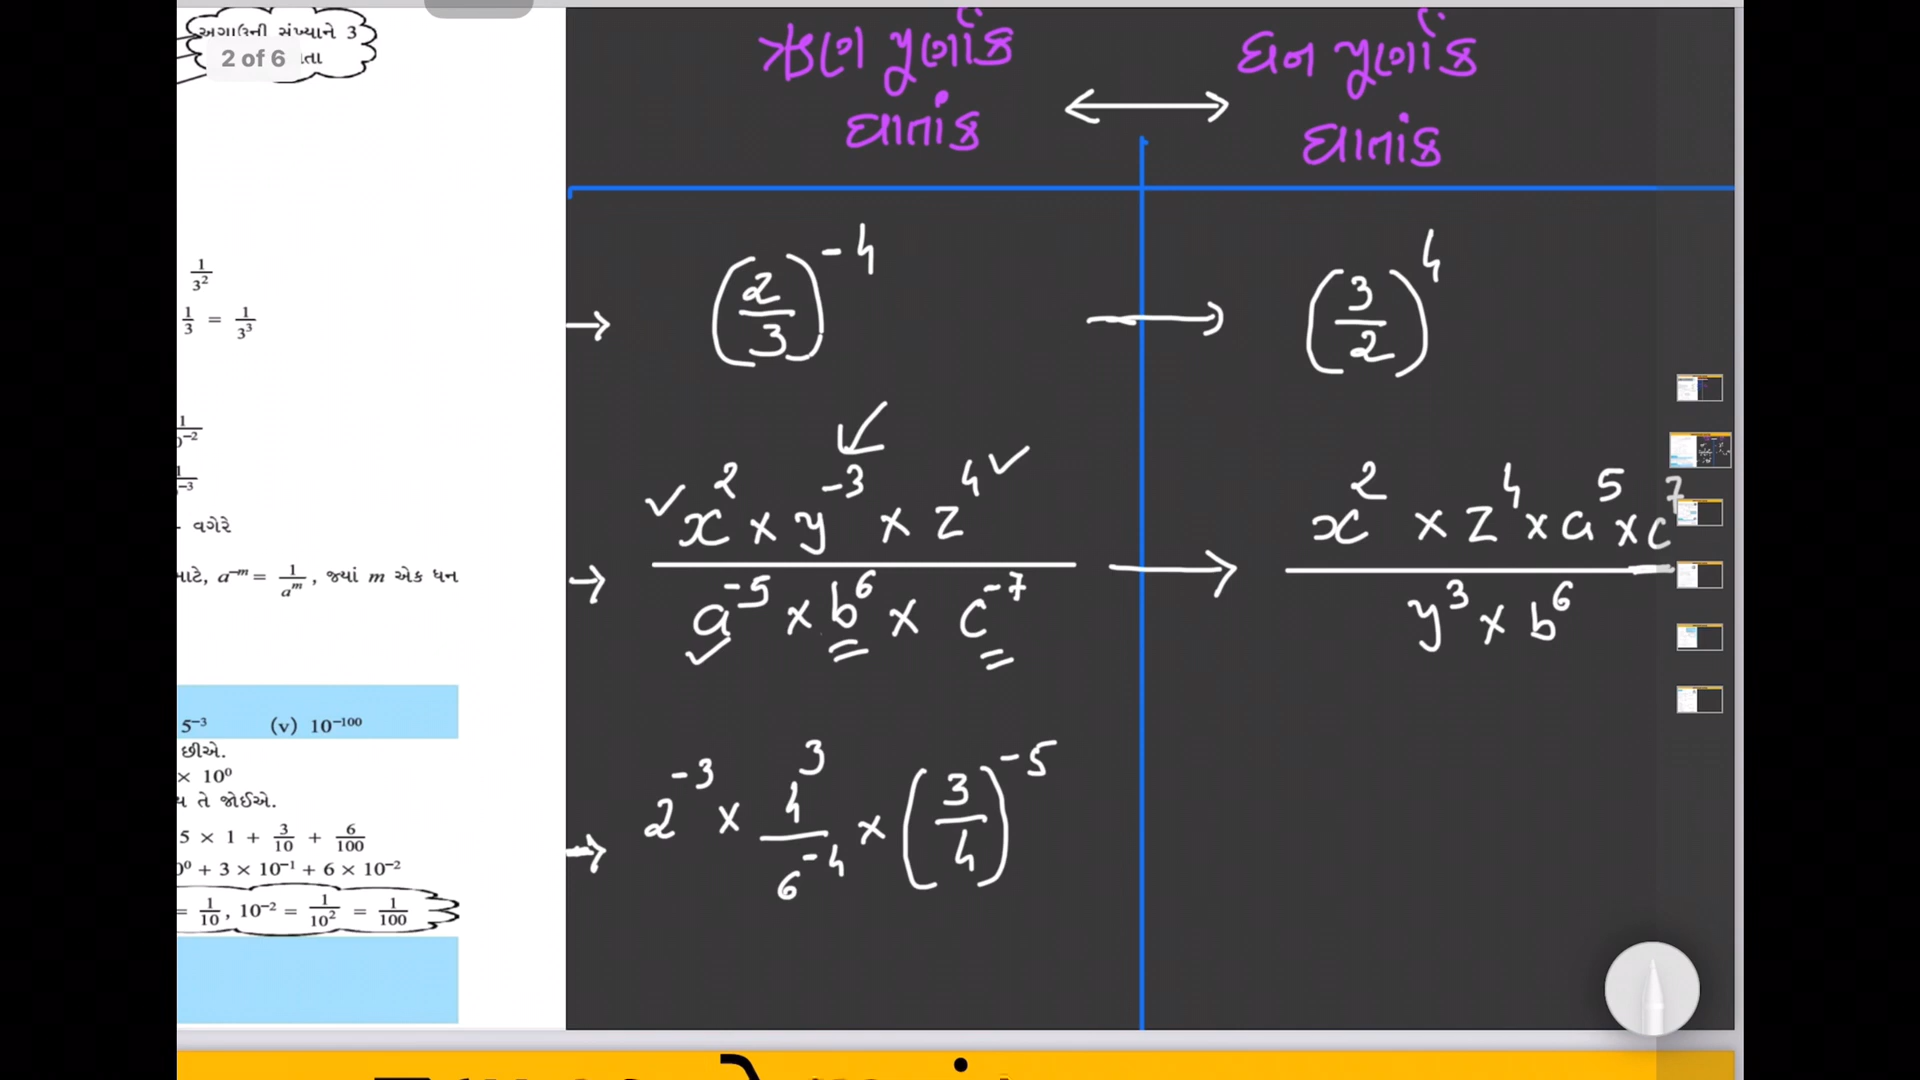 અગાઉની સંખ્યાને 3
2 of 6
1/3²
1/3 = 1/3³
વગેરે
a⁻ᵐ = 1/aᵐ, જ્યાં m એક ધન
5⁻³ (v) 10⁻¹⁰⁰
છીએ.
× 10⁰
તે જોઈએ.
5 × 1 + 3/10 + 6/100
+ 3 × 10⁻¹ + 6 × 10⁻²
= 1/10, 10⁻² = 1/10² = 1/100
ઋણ પૂર્ણાંક ઘાતાંક ↔ ધન પૂર્ણાંક ઘાતાંક
→ (2/3)⁻⁴ → (3/2)⁴
→ (x² × y⁻³ × z⁴)/(a⁻⁵ × b⁶ × c⁻⁷) → (x² × z⁴ × a⁵ × c⁷)/(y³ × b⁶)
→ 2⁻³ × 4³/6⁻⁴ × (3/4)⁻⁵